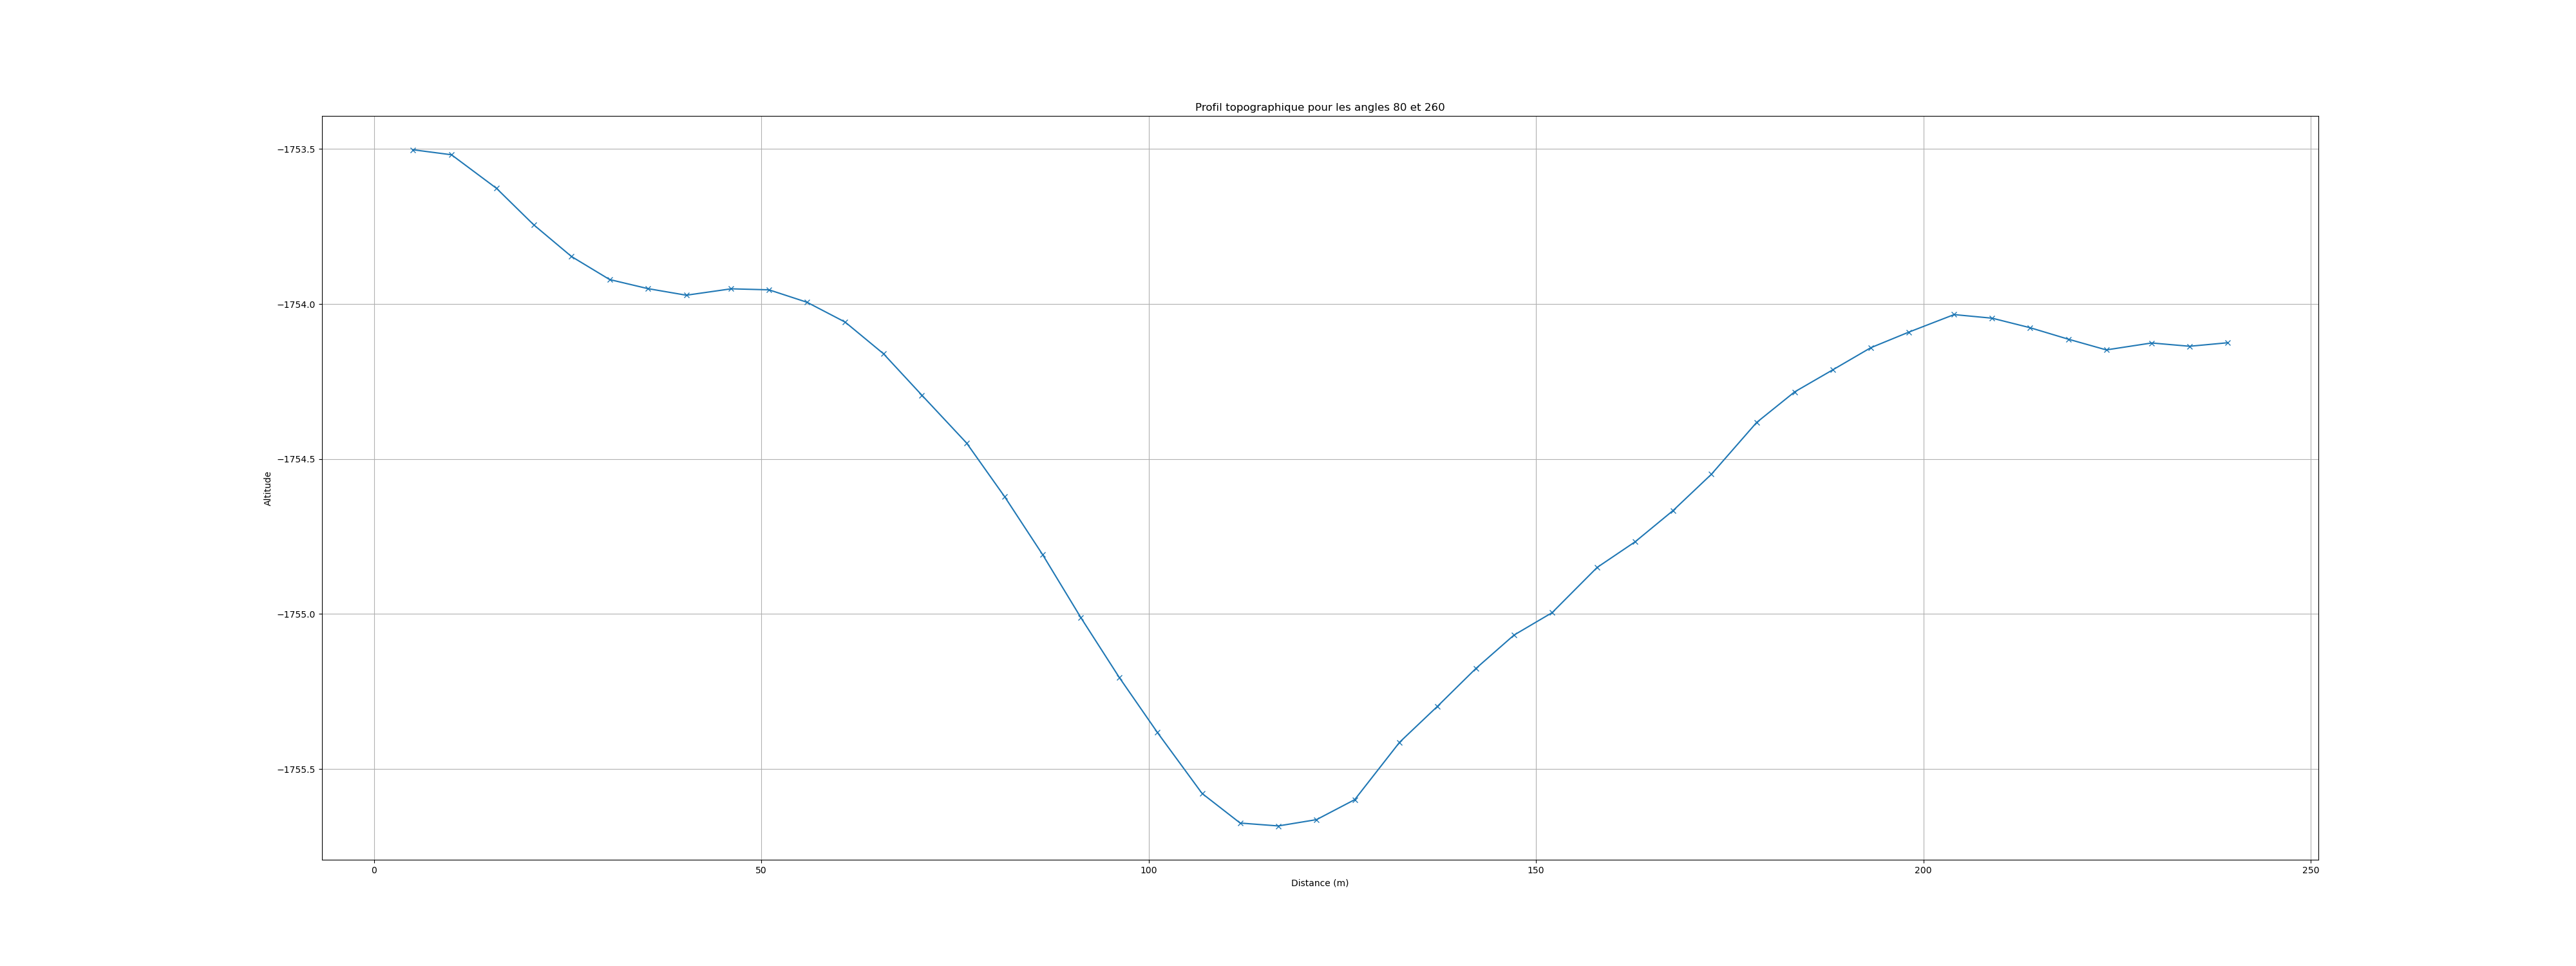 Profil topographique pour les angles 80 et 260
−1753.5
−1754.0
−1754.5
−1755.0
−1755.5
Altitude
0 50 100 150 200 250
Distance (m)